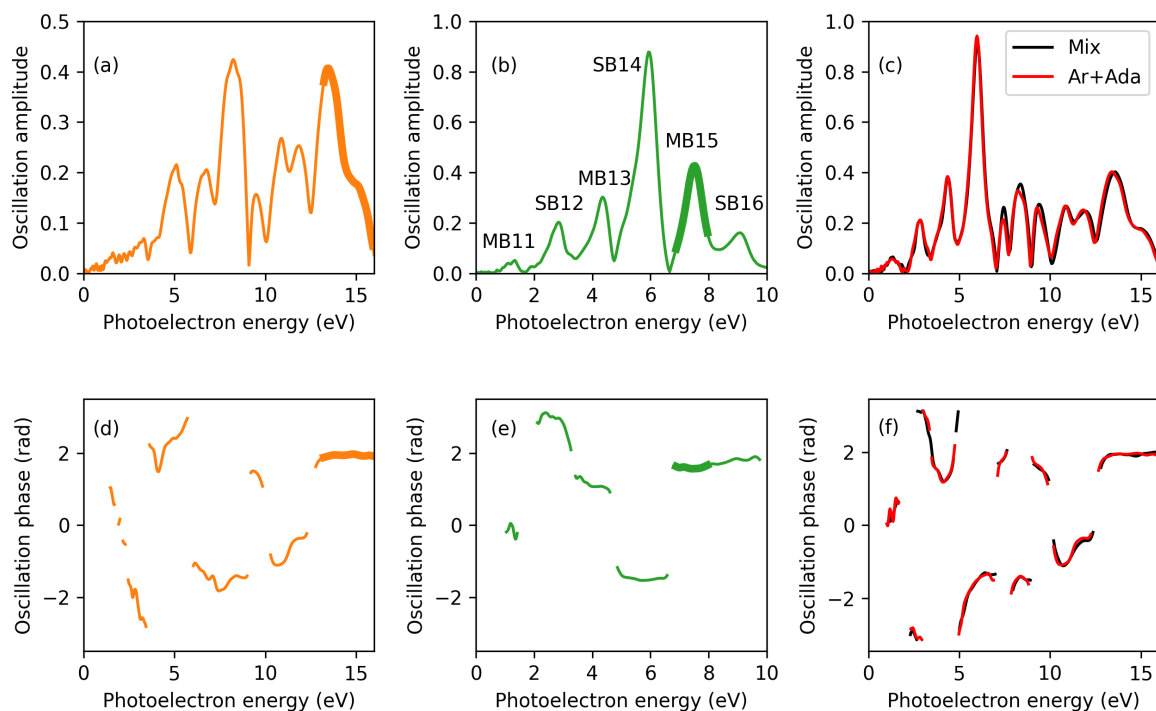 (a)
Oscillation amplitude
0.5
0.4
0.3
0.2
0.1
0.0
0 5 10 15
Photoelectron energy (eV)
(b)
Oscillation amplitude
1.0
0.8
0.6
0.4
0.2
0.0
SB14
MB15
MB13
SB12
SB16
MB11
0 2 4 6 8 10
Photoelectron energy (eV)
(c)
Oscillation amplitude
1.0
0.8
0.6
0.4
0.2
0.0
Mix
Ar+Ada
0 5 10 15
Photoelectron energy (eV)
(d)
Oscillation phase (rad)
2
0
−2
0 5 10 15
Photoelectron energy (eV)
(e)
Oscillation phase (rad)
2
0
−2
0 2 4 6 8 10
Photoelectron energy (eV)
(f)
Oscillation phase (rad)
2
0
−2
0 5 10 15
Photoelectron energy (eV)